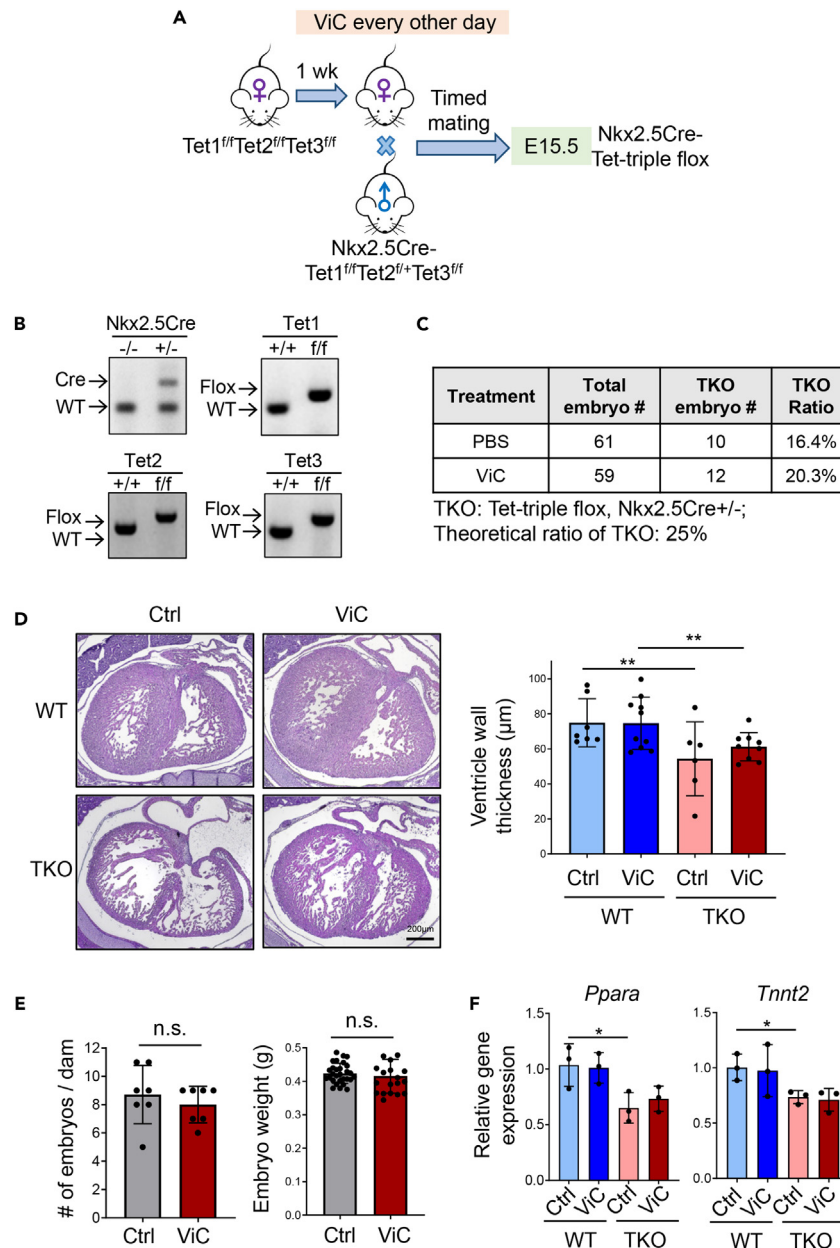 A
ViC every other day
1 wk
Timed
mating
Tet1f/fTet2f/fTet3f/f
E15.5
Nkx2.5Cre-
Tet-triple flox
Nkx2.5Cre-
Tet1f/fTet2f/+Tet3f/f
B
Nkx2.5Cre
-/- +/-
Cre
WT
Tet1
+/+ f/f
Flox
WT
Tet2
+/+ f/f
Flox
WT
Tet3
+/+ f/f
Flox
WT
C
Treatment Total embryo # TKO embryo # TKO Ratio
PBS 61 10 16.4%
ViC 59 12 20.3%
TKO: Tet-triple flox, Nkx2.5Cre+/-;
Theoretical ratio of TKO: 25%
D
Ctrl ViC
WT
TKO
200µm
Ventricle wall
thickness (µm)
100
80
60
40
20
0
**
**
Ctrl ViC Ctrl ViC
WT TKO
E
# of embryos / dam
12
10
8
6
4
2
0
n.s.
Ctrl ViC
Embryo weight (g)
0.5
0.4
0.3
0.2
0.1
0.0
n.s.
Ctrl ViC
F
Relative gene
expression
Ppara
1.5
1.0
0.5
0.0
*
Ctrl ViC Ctrl ViC
WT TKO
Tnnt2
1.5
1.0
0.5
0.0
*
Ctrl ViC Ctrl ViC
WT TKO